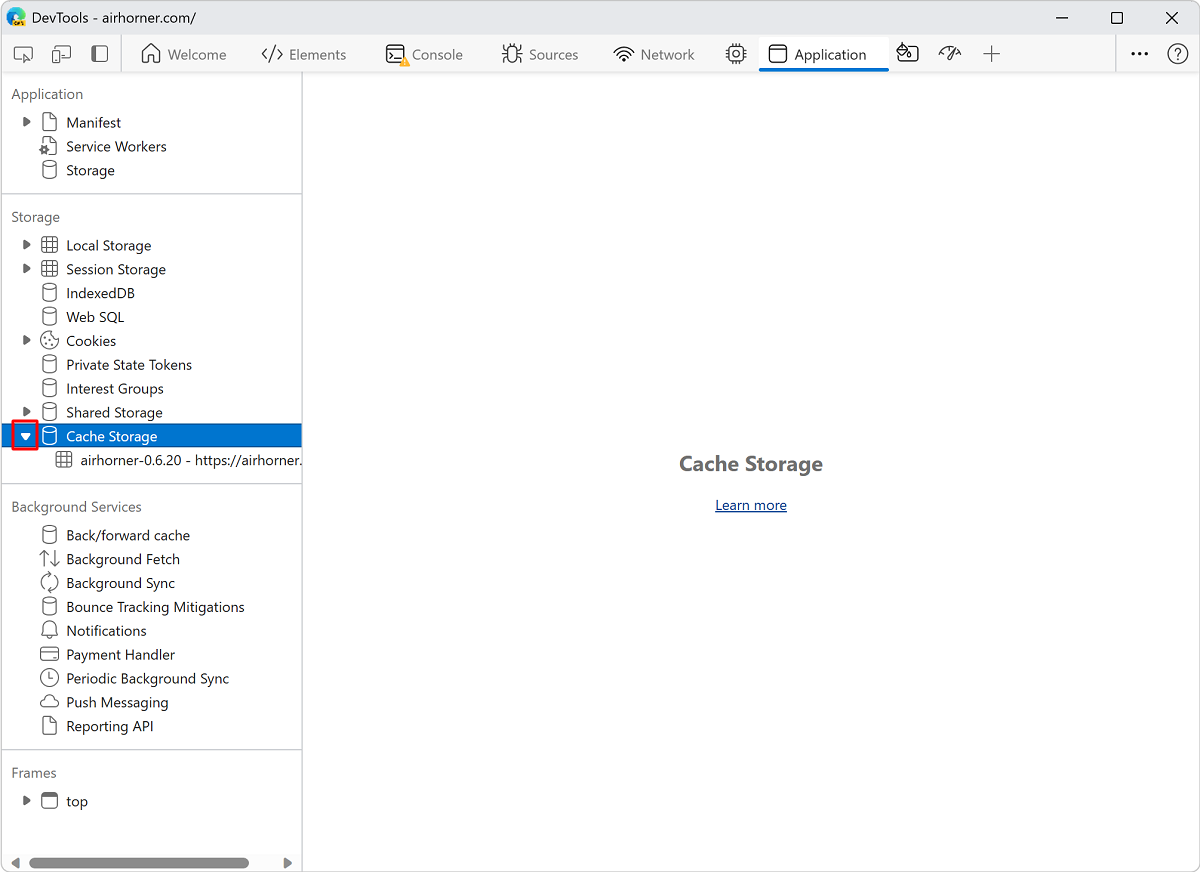 DevTools - airhorner.com/
Welcome
Elements
Console
Sources
Network
Application
Application
Manifest
Service Workers
Storage
Storage
Local Storage
Session Storage
IndexedDB
Web SQL
Cookies
Private State Tokens
Interest Groups
Shared Storage
Cache Storage
airhorner-0.6.20 - https://airhorner.
Background Services
Back/forward cache
Background Fetch
Background Sync
Bounce Tracking Mitigations
Notifications
Payment Handler
Periodic Background Sync
Push Messaging
Reporting API
Frames
top
Cache Storage
Learn more